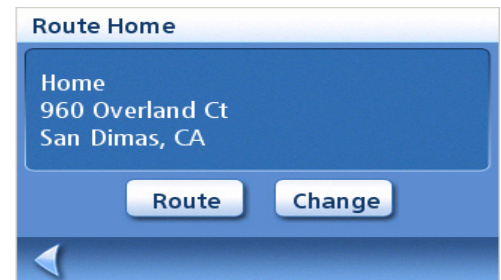 Route Home
Home
960 Overland Ct
San Dimas, CA
Route
Change